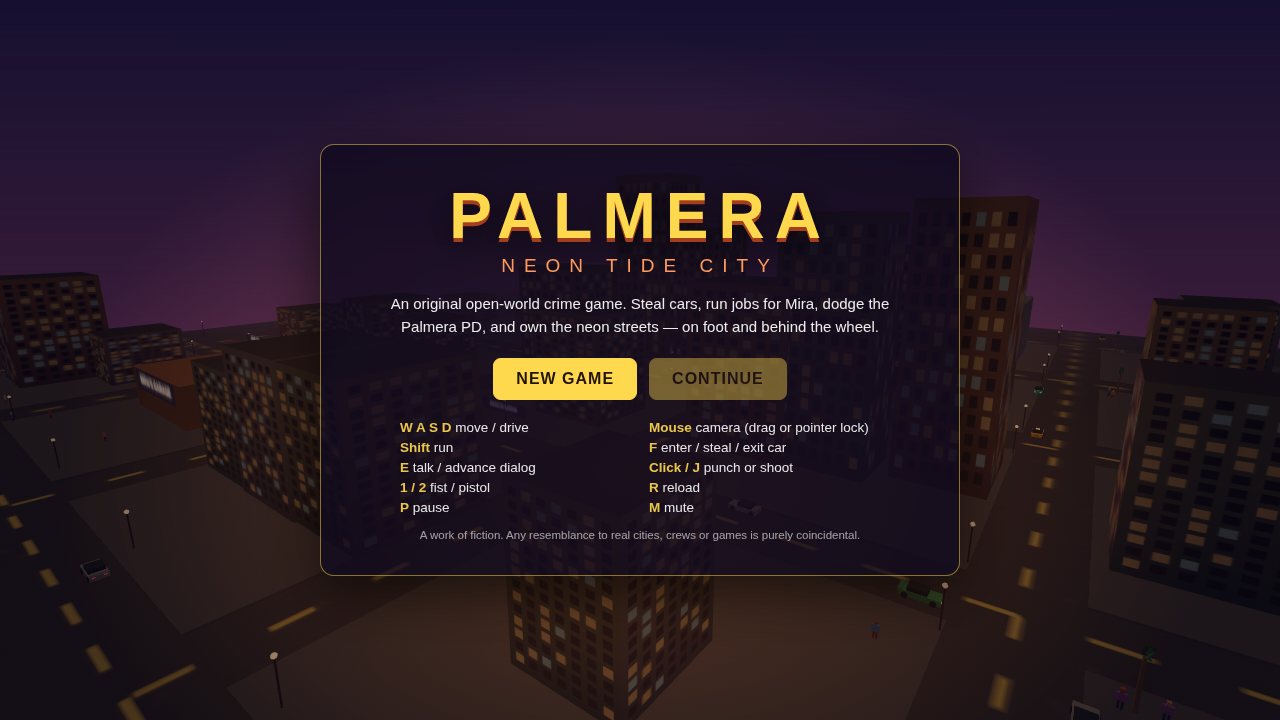 PALMERA
NEON TIDE CITY
An original open-world crime game. Steal cars, run jobs for Mira, dodge the
Palmera PD, and own the neon streets — on foot and behind the wheel.
NEW GAME
CONTINUE
W A S D move / drive
Mouse camera (drag or pointer lock)
Shift run
F enter / steal / exit car
E talk / advance dialog
Click / J punch or shoot
1 / 2 fist / pistol
R reload
P pause
M mute
A work of fiction. Any resemblance to real cities, crews or games is purely coincidental.